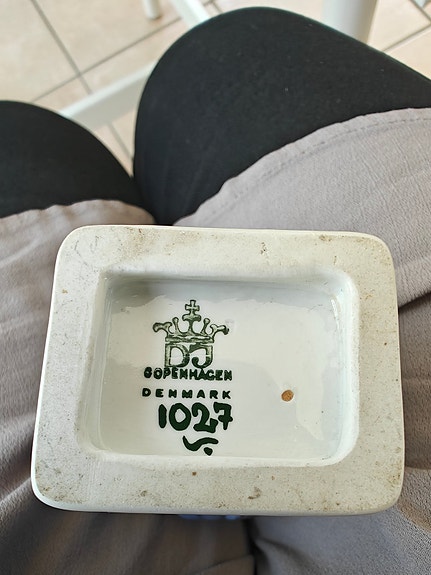 DJ
COPENHAGEN
DENMARK
1027